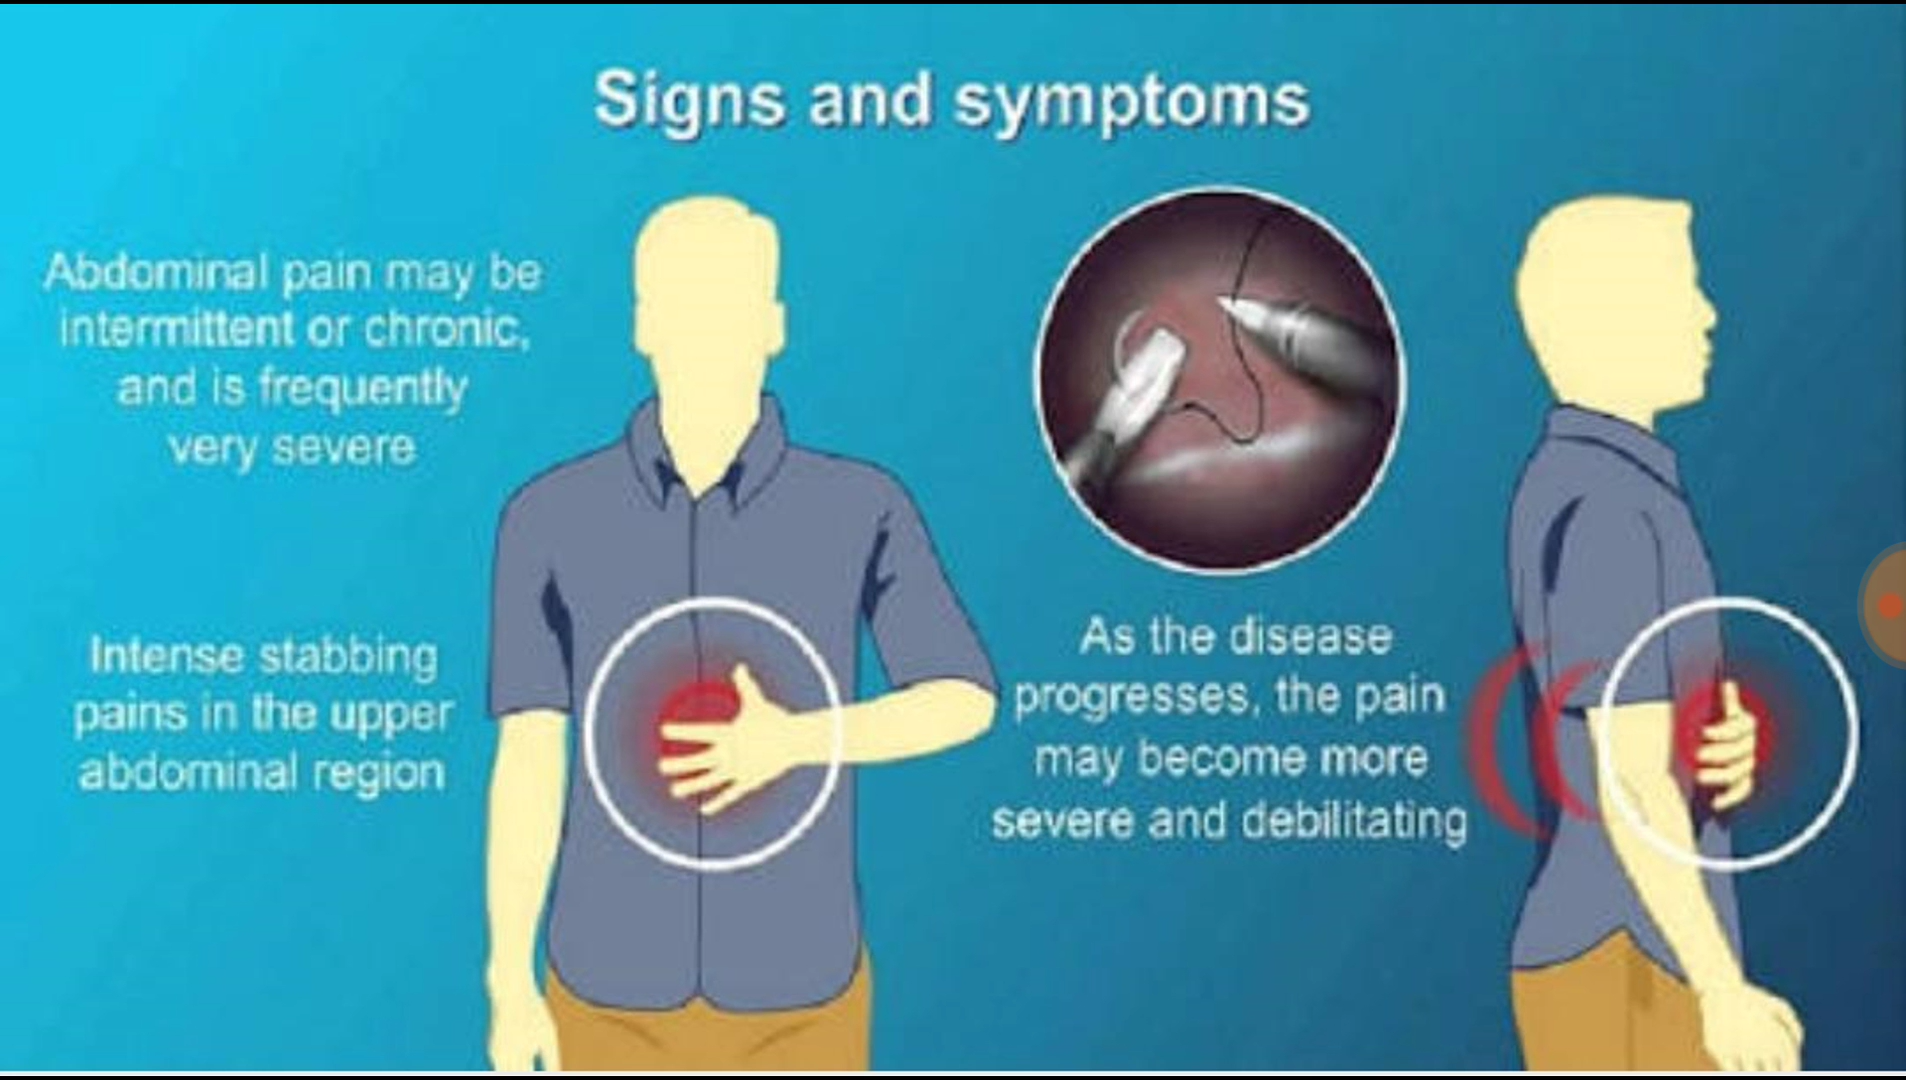 Signs and symptoms
Abdominal pain may be
intermittent or chronic,
and is frequently
very severe
Intense stabbing
pains in the upper
abdominal region
As the disease
progresses, the pain
may become more
severe and debilitating